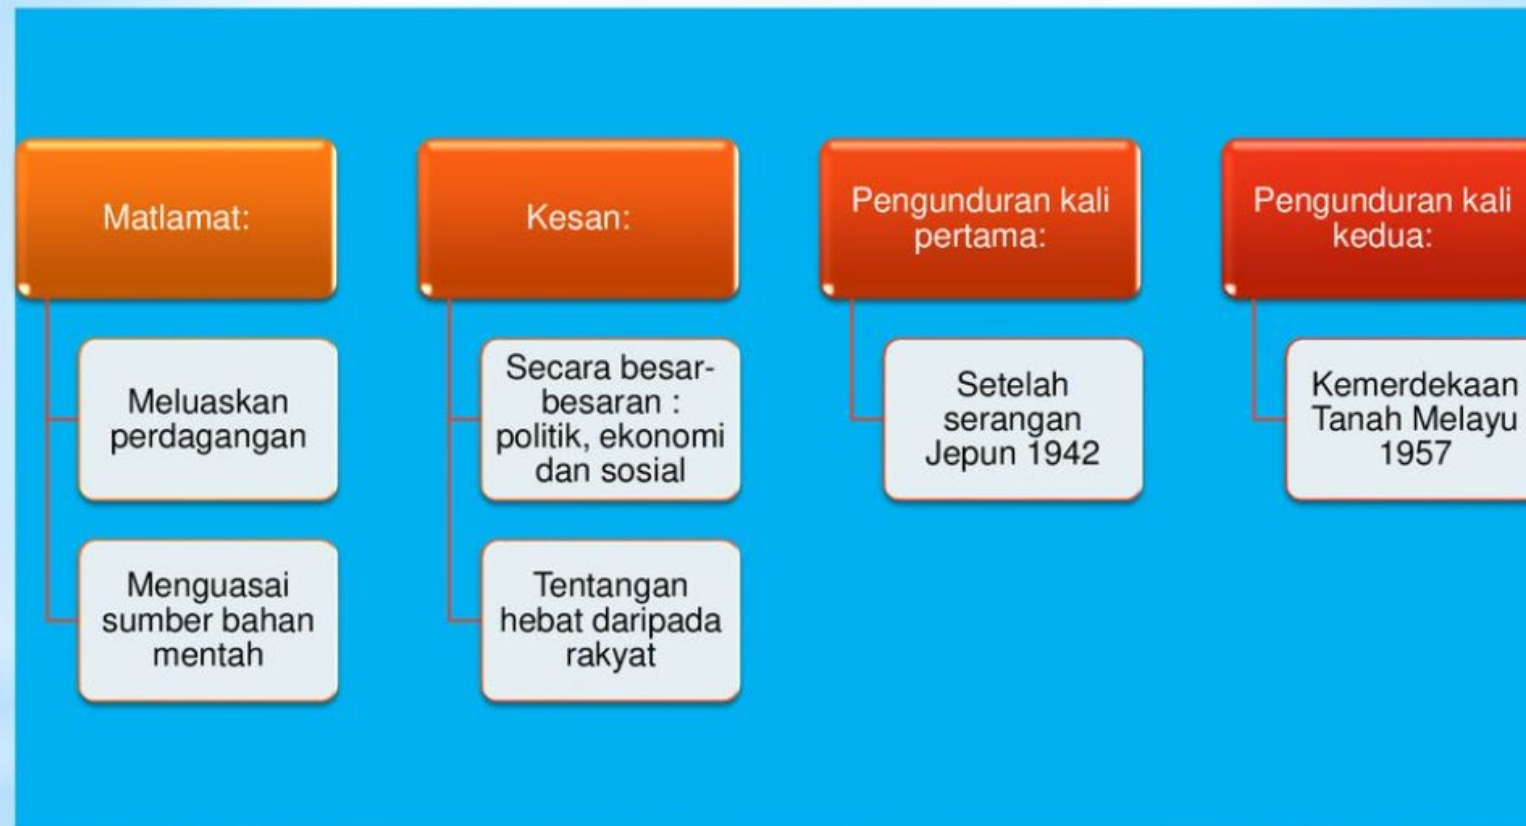 Matlamat:
Meluaskan
perdagangan
Menguasai
sumber bahan
mentah
Kesan:
Secara besar-
besaran :
politik, ekonomi
dan sosial
Tentangan
hebat daripada
rakyat
Pengunduran kali
pertama:
Setelah
serangan
Jepun 1942
Pengunduran kali
kedua:
Kemerdekaan
Tanah Melayu
1957